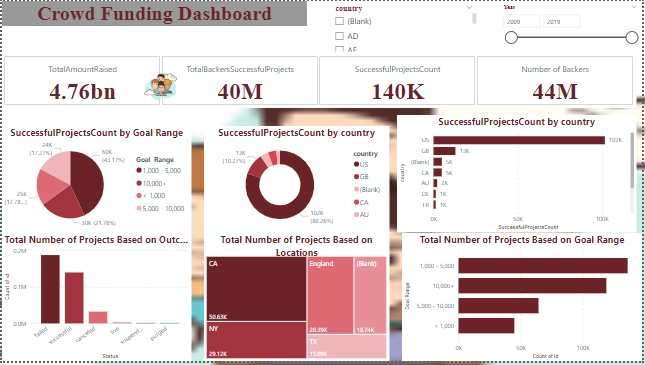 Crowd Funding Dashboard
country
(Blank)
AD
AE
Year
2009 2019
TotalAmountRaised
4.76bn
TotalBackersSuccessfulProjects
40M
SuccessfulProjectsCount
140K
Number of Backers
44M
SuccessfulProjectsCount by Goal Range
24K
(17.27%)
60K
(43.17%)
25K
(17.78...)
30K (21.78%)
Goal Range
1,000 - 5,000
10,000+
< 1,000
5,000 - 10,000
SuccessfulProjectsCount by country
13K
(10.27%)
102K
(80.26%)
country
US
GB
(Blank)
CA
AU
SuccessfulProjectsCount by country
country
US 102K
GB 13K
(Blank) 5K
CA 5K
AU 2K
DE 1K
FR 1K
0K 50K 100K
SuccessfulProjectsCount
Total Number of Projects Based on Outc...
Count of id
0.2M
0.1M
0.0M
failed
successful
canceled
live
suspend...
purged
Status
Total Number of Projects Based on
Locations
CA
50.63K
NY
29.12K
England
28.39K
(Blank)
19.74K
TX
Total Number of Projects Based on Goal Range
Goal Range
1,000 - 5,000
10,000+
5,000 - 10,000
< 1,000
0K 50K 100K
Count of id